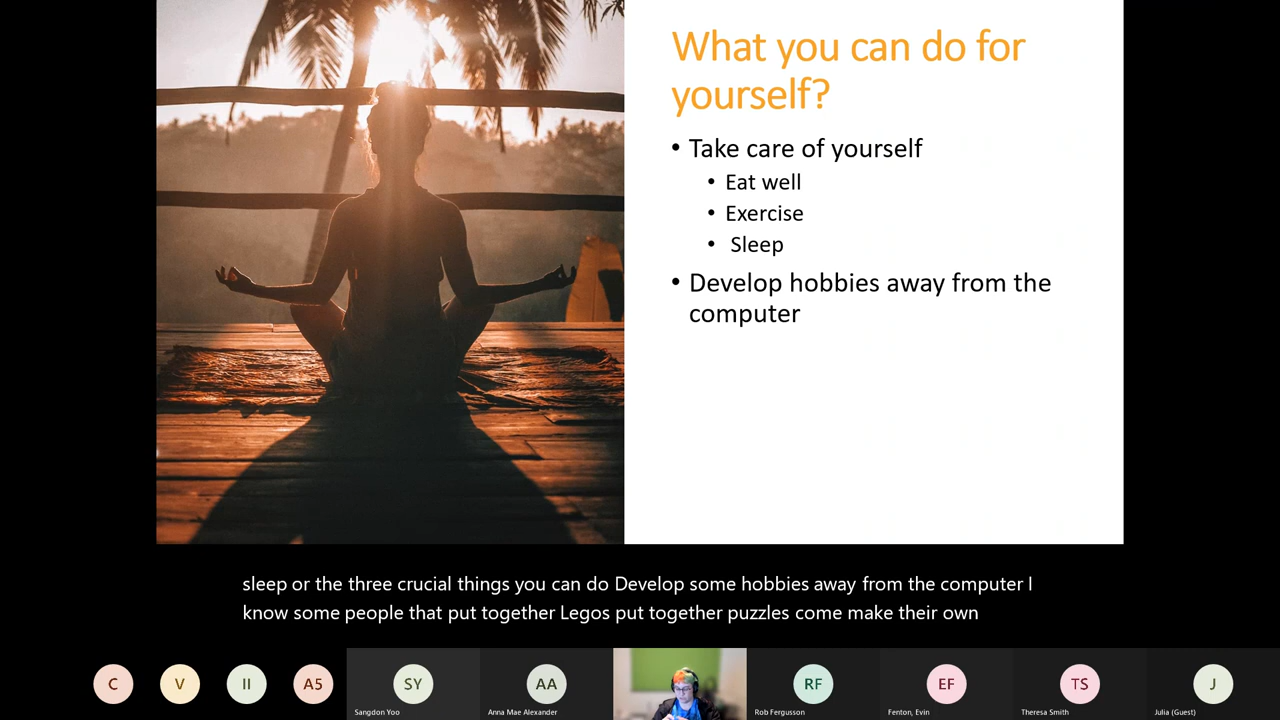 What you can do for
yourself?
• Take care of yourself
• Eat well
• Exercise
• Sleep
• Develop hobbies away from the
computer
sleep or the three crucial things you can do Develop some hobbies away from the computer I
know some people that put together Legos put together puzzles come make their own
C V II A5 SY AA RF EF TS J
Sangdon Yoo Anna Mae Alexander Rob Fergusson Fenton, Evin Theresa Smith Julia (Guest)